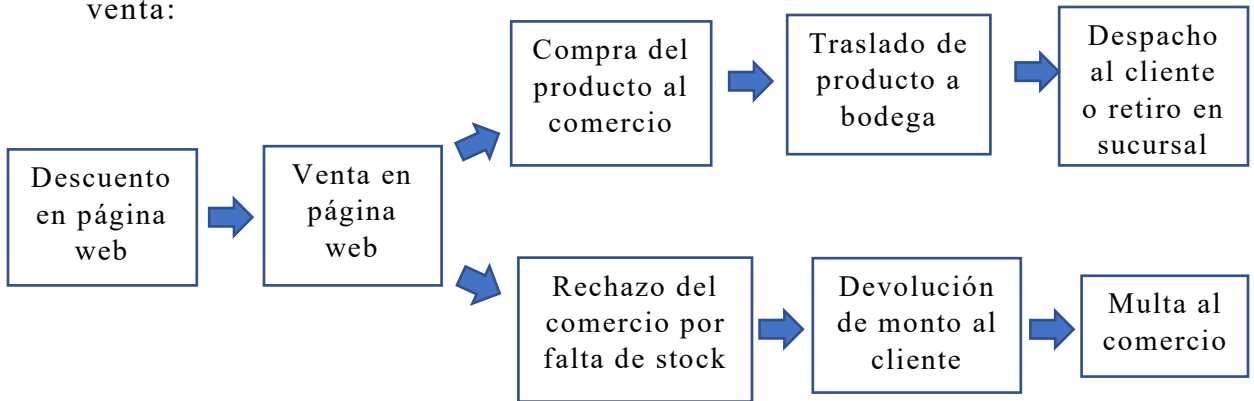 venta:
Descuento
en página
web
Venta en
página
web
Compra del
producto al
comercio
Traslado de
producto a
bodega
Despacho
al cliente
o retiro en
sucursal
Rechazo del
comercio por
falta de stock
Devolución
de monto al
cliente
Multa al
comercio